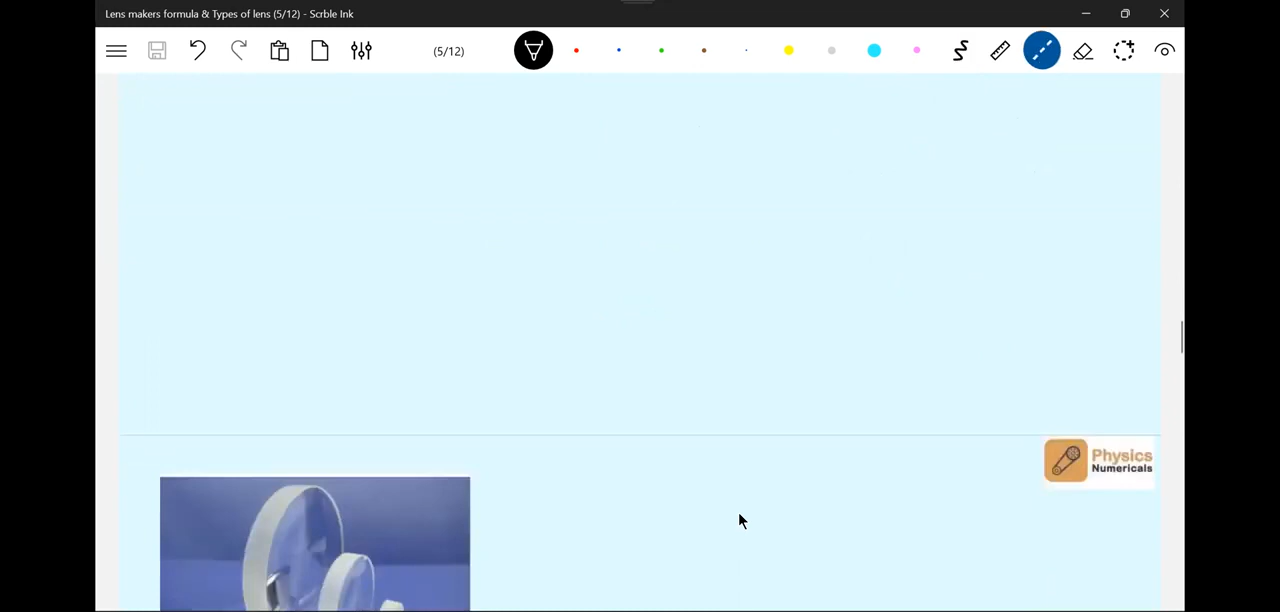 Lens makers formula & Types of lens (5/12) - Scrble Ink
(5/12)
Physics
Numericals